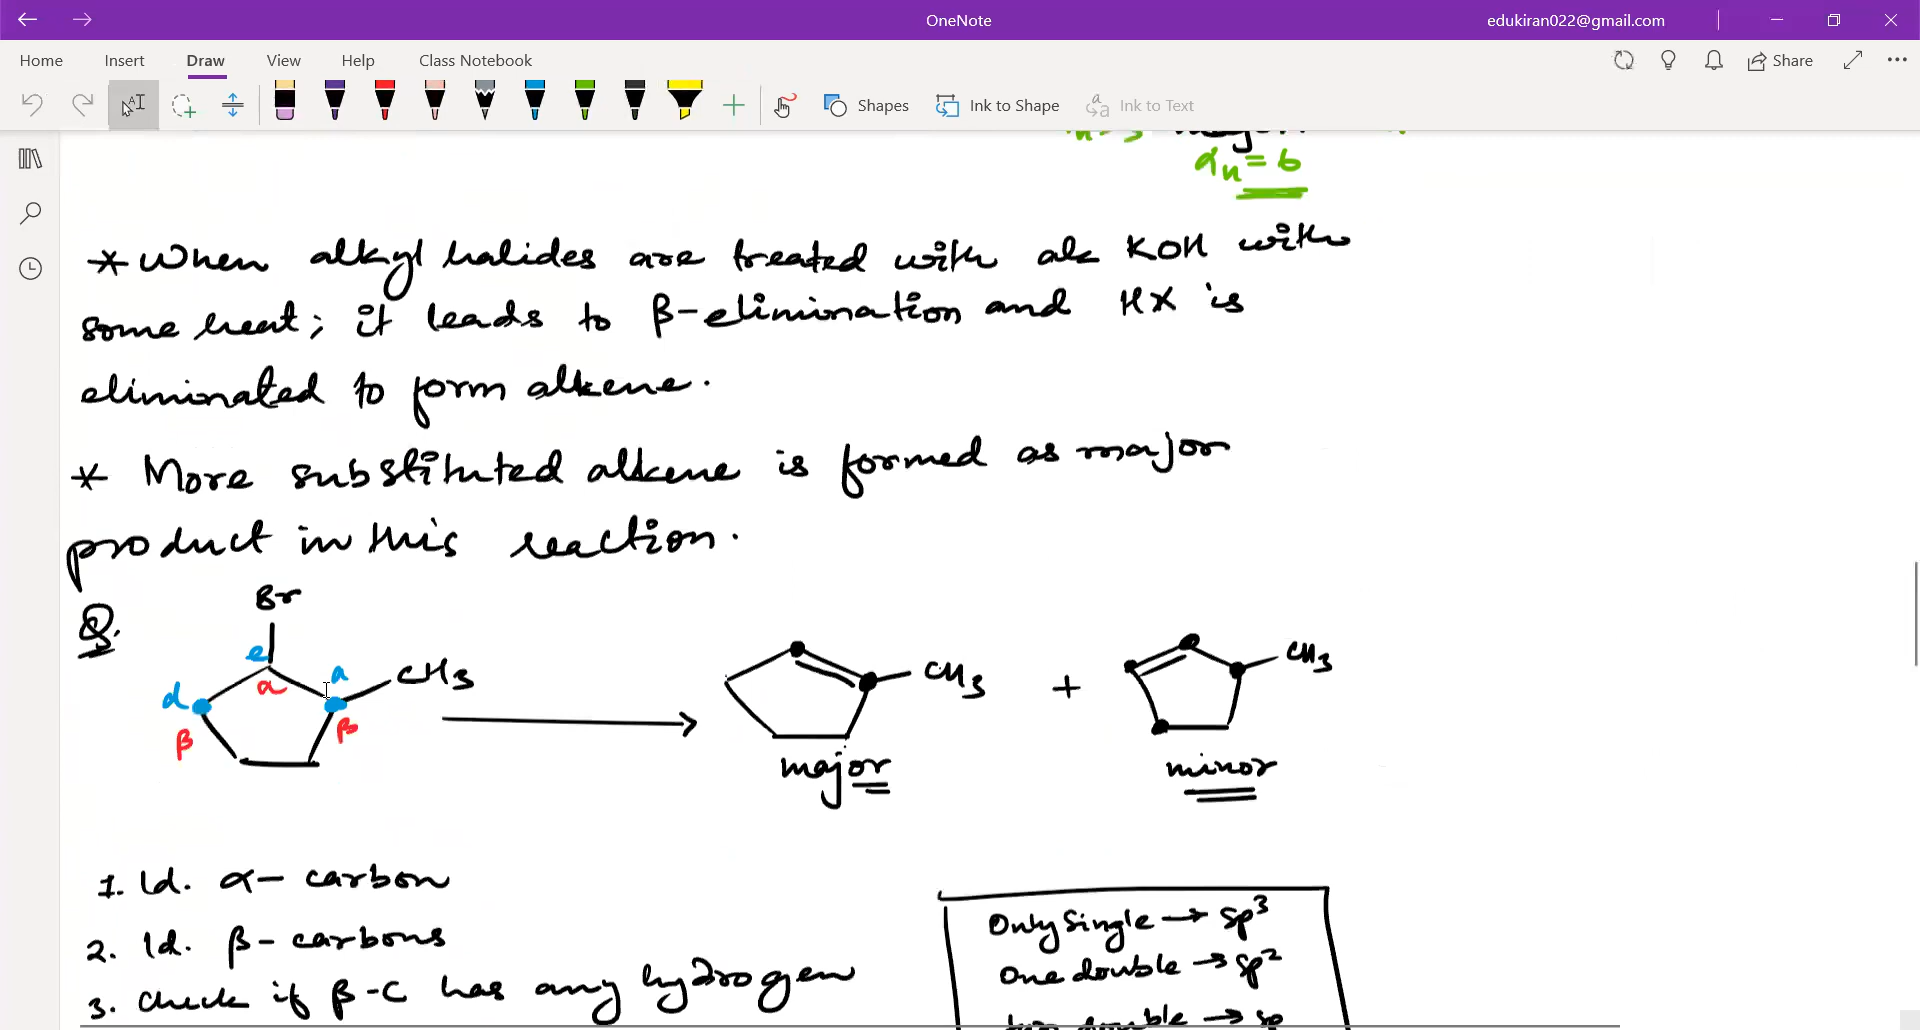 OneNote
edukiran022@gmail.com
Home Insert Draw View Help Class Notebook
Share
Shapes Ink to Shape Ink to Text
α_H = 6
* When alkyl halides are treated with alc KOH with
some heat; it leads to β-elimination and HX is
eliminated to form alkene.
* More substituted alkene is formed as major
product in this reaction.
Q.
Br
e a CH3
d α
β β
CH3
+
CH3
major minor
1. Id. α- carbon
2. Id. β- carbons
3. Check if β-C has any hydrogen
Only Single → sp³
One double → sp²
two double → sp